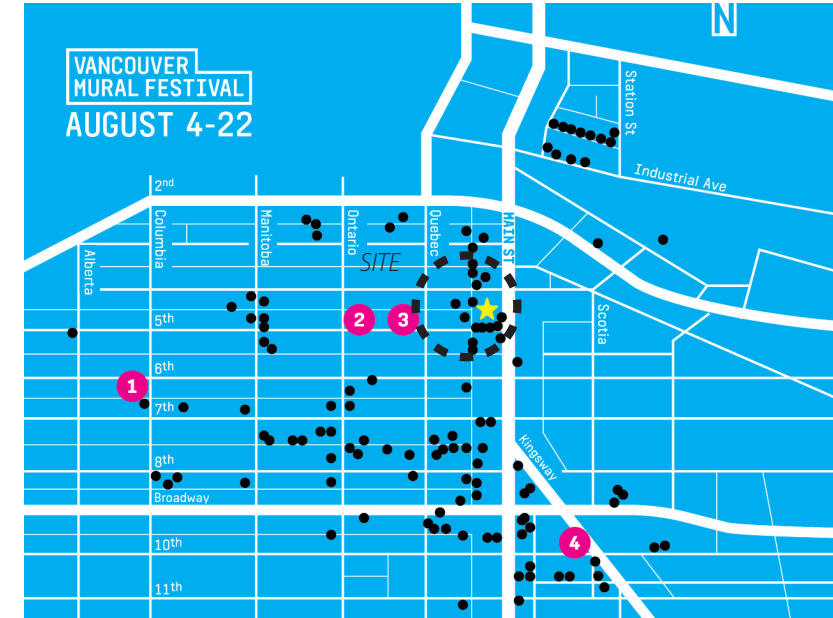 N
VANCOUVER
MURAL FESTIVAL
AUGUST 4-22
Station St
Industrial Ave
2nd
Columbia
Manitoba
Ontario
Quebec
MAIN ST
Alberta
SITE
5th
2
3
Scotia
6th
1
7th
Kingsway
8th
Broadway
10th
4
11th